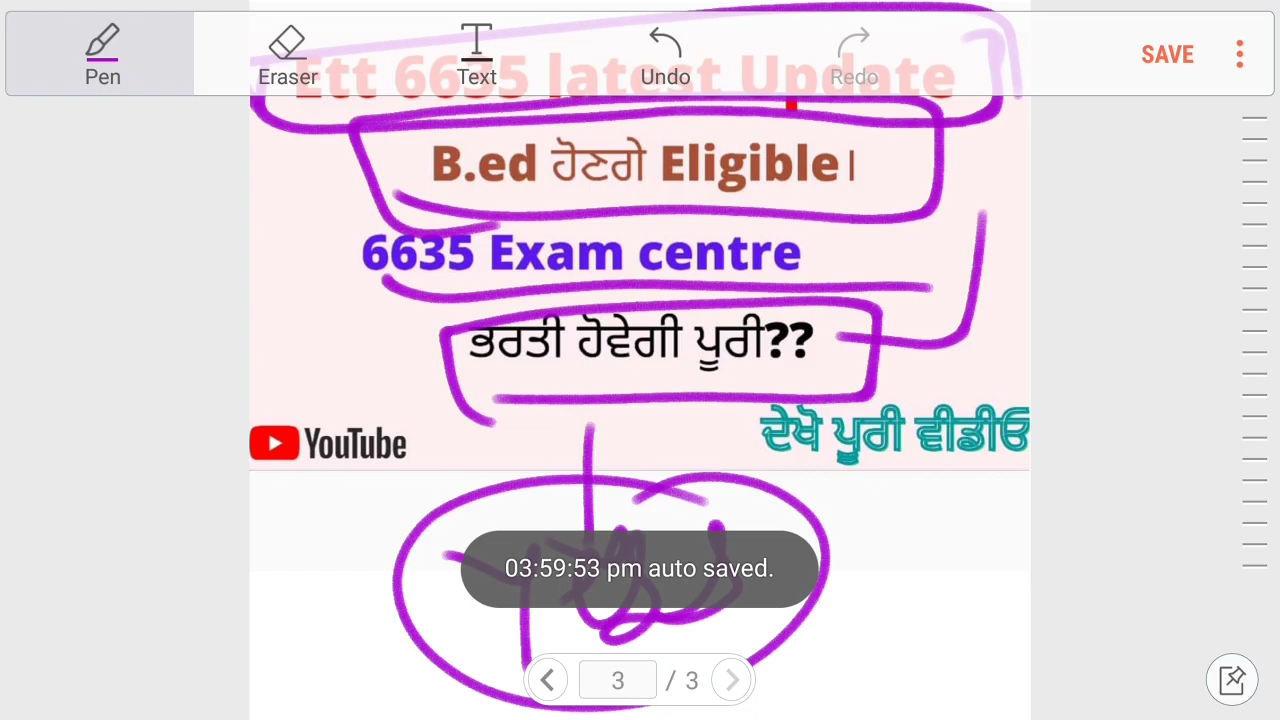 Pen Eraser Text Undo Redo SAVE
Ett 6635 latest Update
B.ed ਹੋਣਗੇ Eligible।
6635 Exam centre
ਭਰਤੀ ਹੋਵੇਗੀ ਪੂਰੀ??
YouTube ਦੇਖੋ ਪੂਰੀ ਵੀਡੀਓ
03:59:53 pm auto saved.
3 / 3